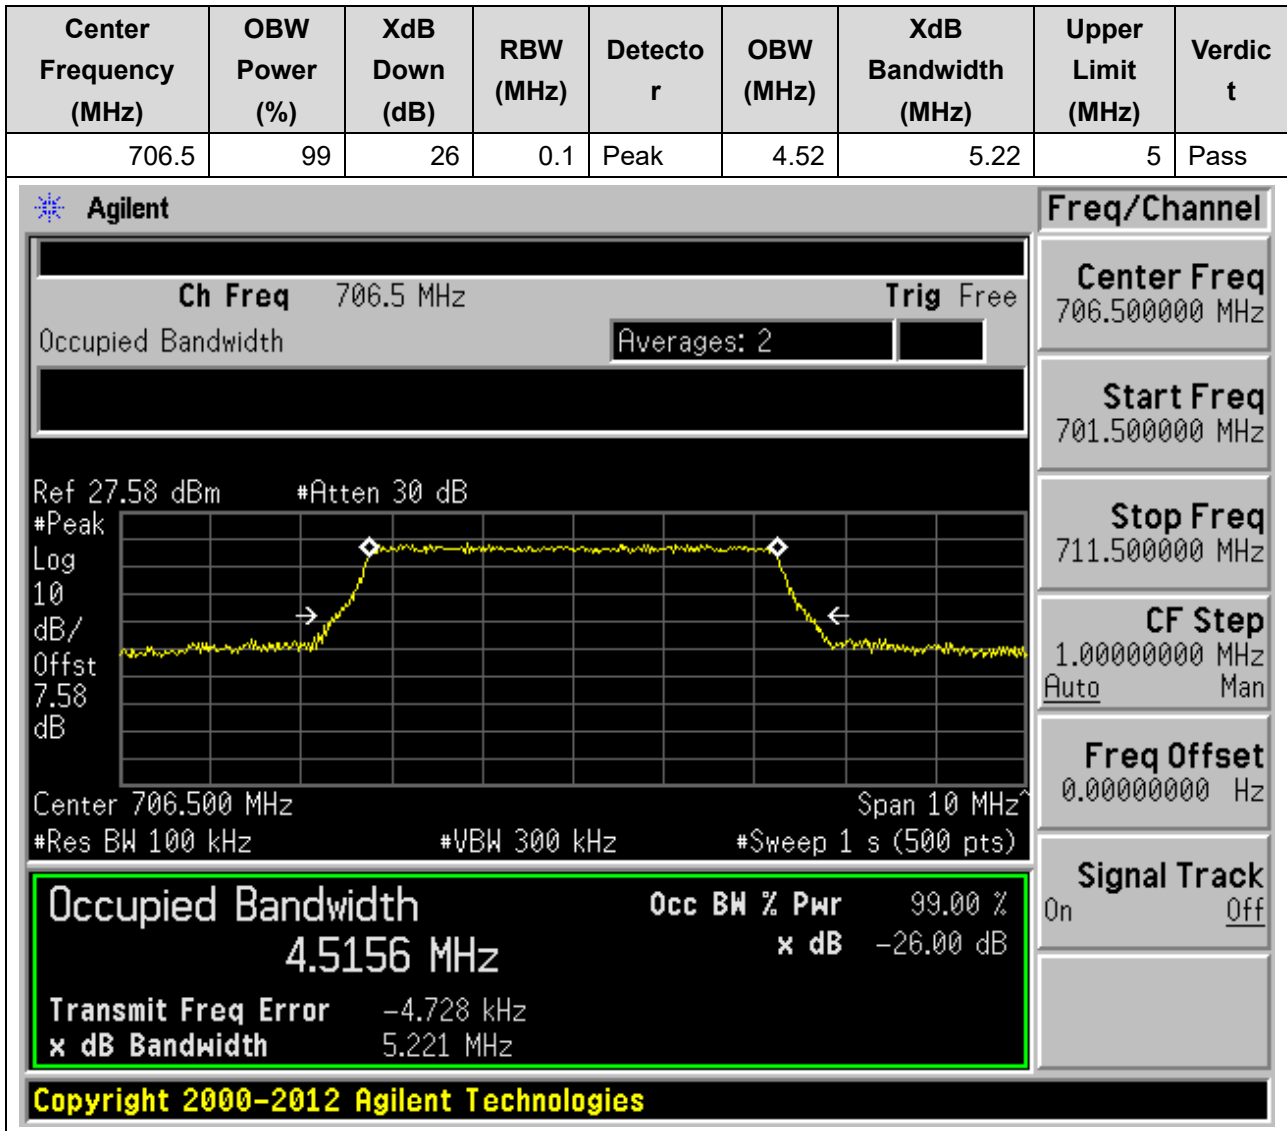 Center Frequency (MHz) OBW Power (%) XdB Down (dB) RBW (MHz) Detector OBW (MHz) XdB Bandwidth (MHz) Upper Limit (MHz) Verdict
706.5 99 26 0.1 Peak 4.52 5.22 5 Pass
Agilent
Freq/Channel
Ch Freq 706.5 MHz Trig Free
Occupied Bandwidth Averages: 2
Center Freq
706.500000 MHz
Start Freq
701.500000 MHz
Stop Freq
711.500000 MHz
CF Step
1.00000000 MHz
Auto Man
Freq Offset
0.00000000 Hz
Signal Track
On Off
Ref 27.58 dBm #Atten 30 dB
#Peak
Log
10
dB/
Offst
7.58
dB
Center 706.500 MHz Span 10 MHz^
#Res BW 100 kHz #VBW 300 kHz #Sweep 1 s (500 pts)
Occupied Bandwidth Occ BW % Pwr 99.00 %
4.5156 MHz x dB -26.00 dB
Transmit Freq Error -4.728 kHz
x dB Bandwidth 5.221 MHz
Copyright 2000-2012 Agilent Technologies